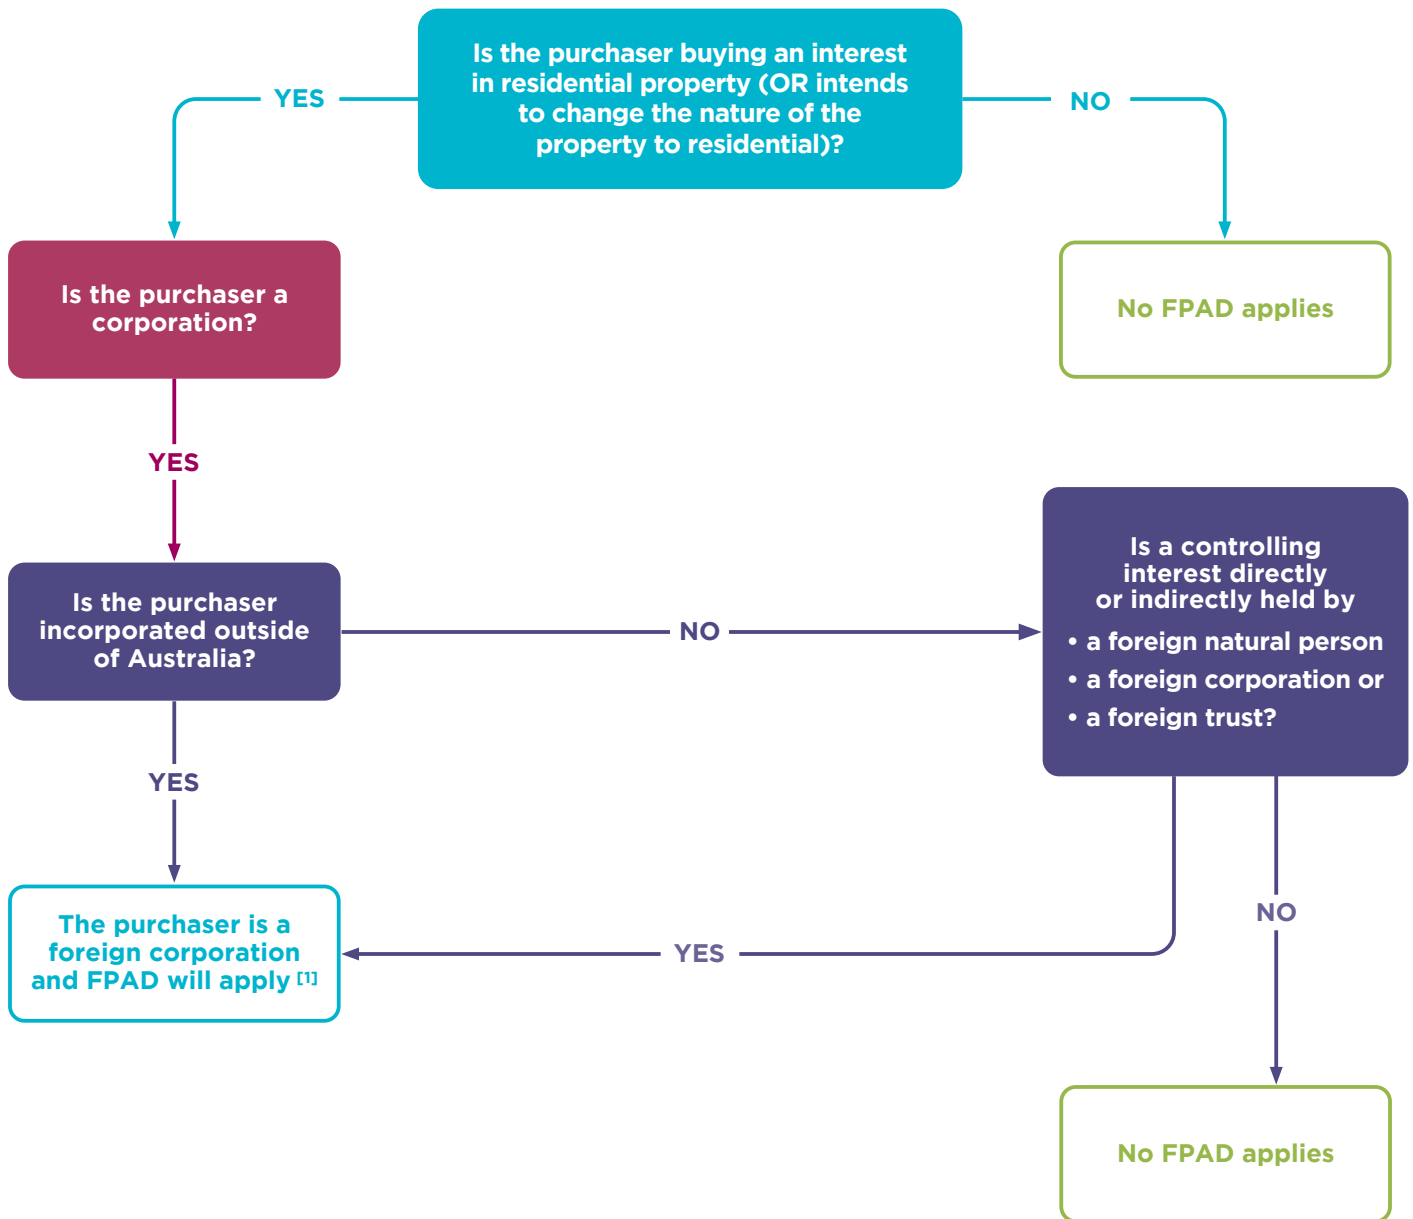 Is the purchaser buying an interest
in residential property (OR intends
to change the nature of the
property to residential)?
YES
NO
Is the purchaser a
corporation?
No FPAD applies
YES
Is the purchaser
incorporated outside
of Australia?
NO
Is a controlling
interest directly
or indirectly held by
• a foreign natural person
• a foreign corporation or
• a foreign trust?
YES
The purchaser is a
foreign corporation
and FPAD will apply [1]
YES
NO
No FPAD applies